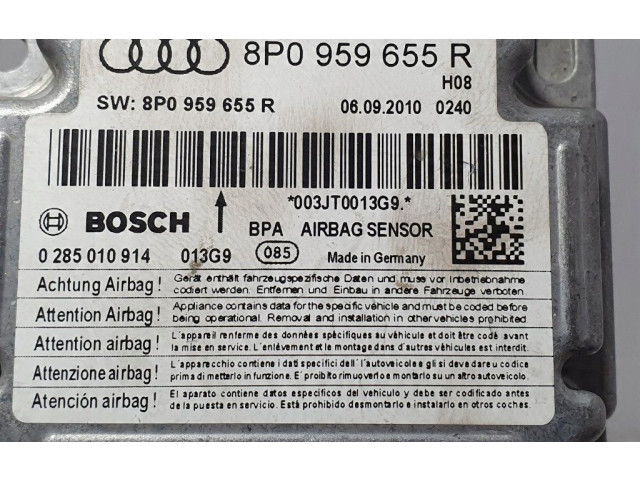 8P0 959 655 R
H08
SW: 8P0 959 655 R 06.09.2010 0240
*003JT0013G9.*
BOSCH BPA AIRBAG SENSOR
0 285 010 914 013G9 085 Made in Germany
Achtung Airbag! Gerät enthält fahrzeugspezifische Daten und muss vor Inbetriebnahme
codiert werden. Entfernen und Einbau in andere Fahrzeuge verboten.
Attention Airbag! Appliance contains data for the specific vehicle and must be coded before
being operational. Removal and installation in other vehicles prohibited.
Attention airbag! L'appareil renferme des données spécifiques au véhicule et doit être codé avant
la mise en service. L'enlèvement et le montage dans d'autres véhicules est interdit.
Attenzione airbag! L'apparecchio contiene i dati specifici dell'autoveicolo e gli si deve dare u codice
prima di metterlo in funzione. E' proibito rimuoverlo e montarlo su un altro autoveicolo.
Atención airbag! El aparato contiene datos especificos del vehículo y debe ser codificado antes
de la puesta en servicio. Está prohibido desmontarlo e instalarlo en otros coches.